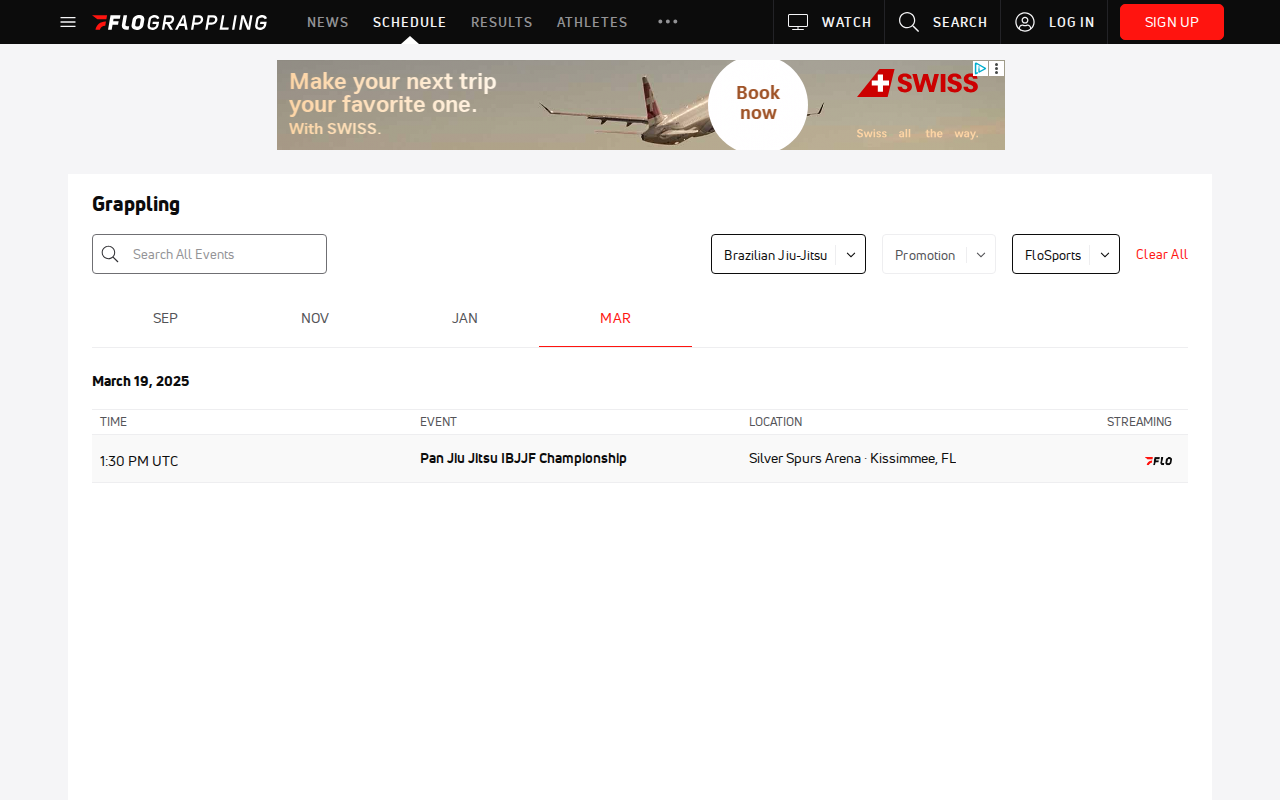 FLOGRAPPLING NEWS SCHEDULE RESULTS ATHLETES WATCH SEARCH LOG IN SIGN UP
Make your next trip
your favorite one.
With SWISS.
Book
now
SWISS
Swiss all the way.
Grappling
Search All Events
Brazilian Jiu-Jitsu
Promotion
FloSports
Clear All
SEP NOV JAN MAR
March 19, 2025
TIME EVENT LOCATION STREAMING
1:30 PM UTC Pan Jiu Jitsu IBJJF Championship Silver Spurs Arena · Kissimmee, FL FLO